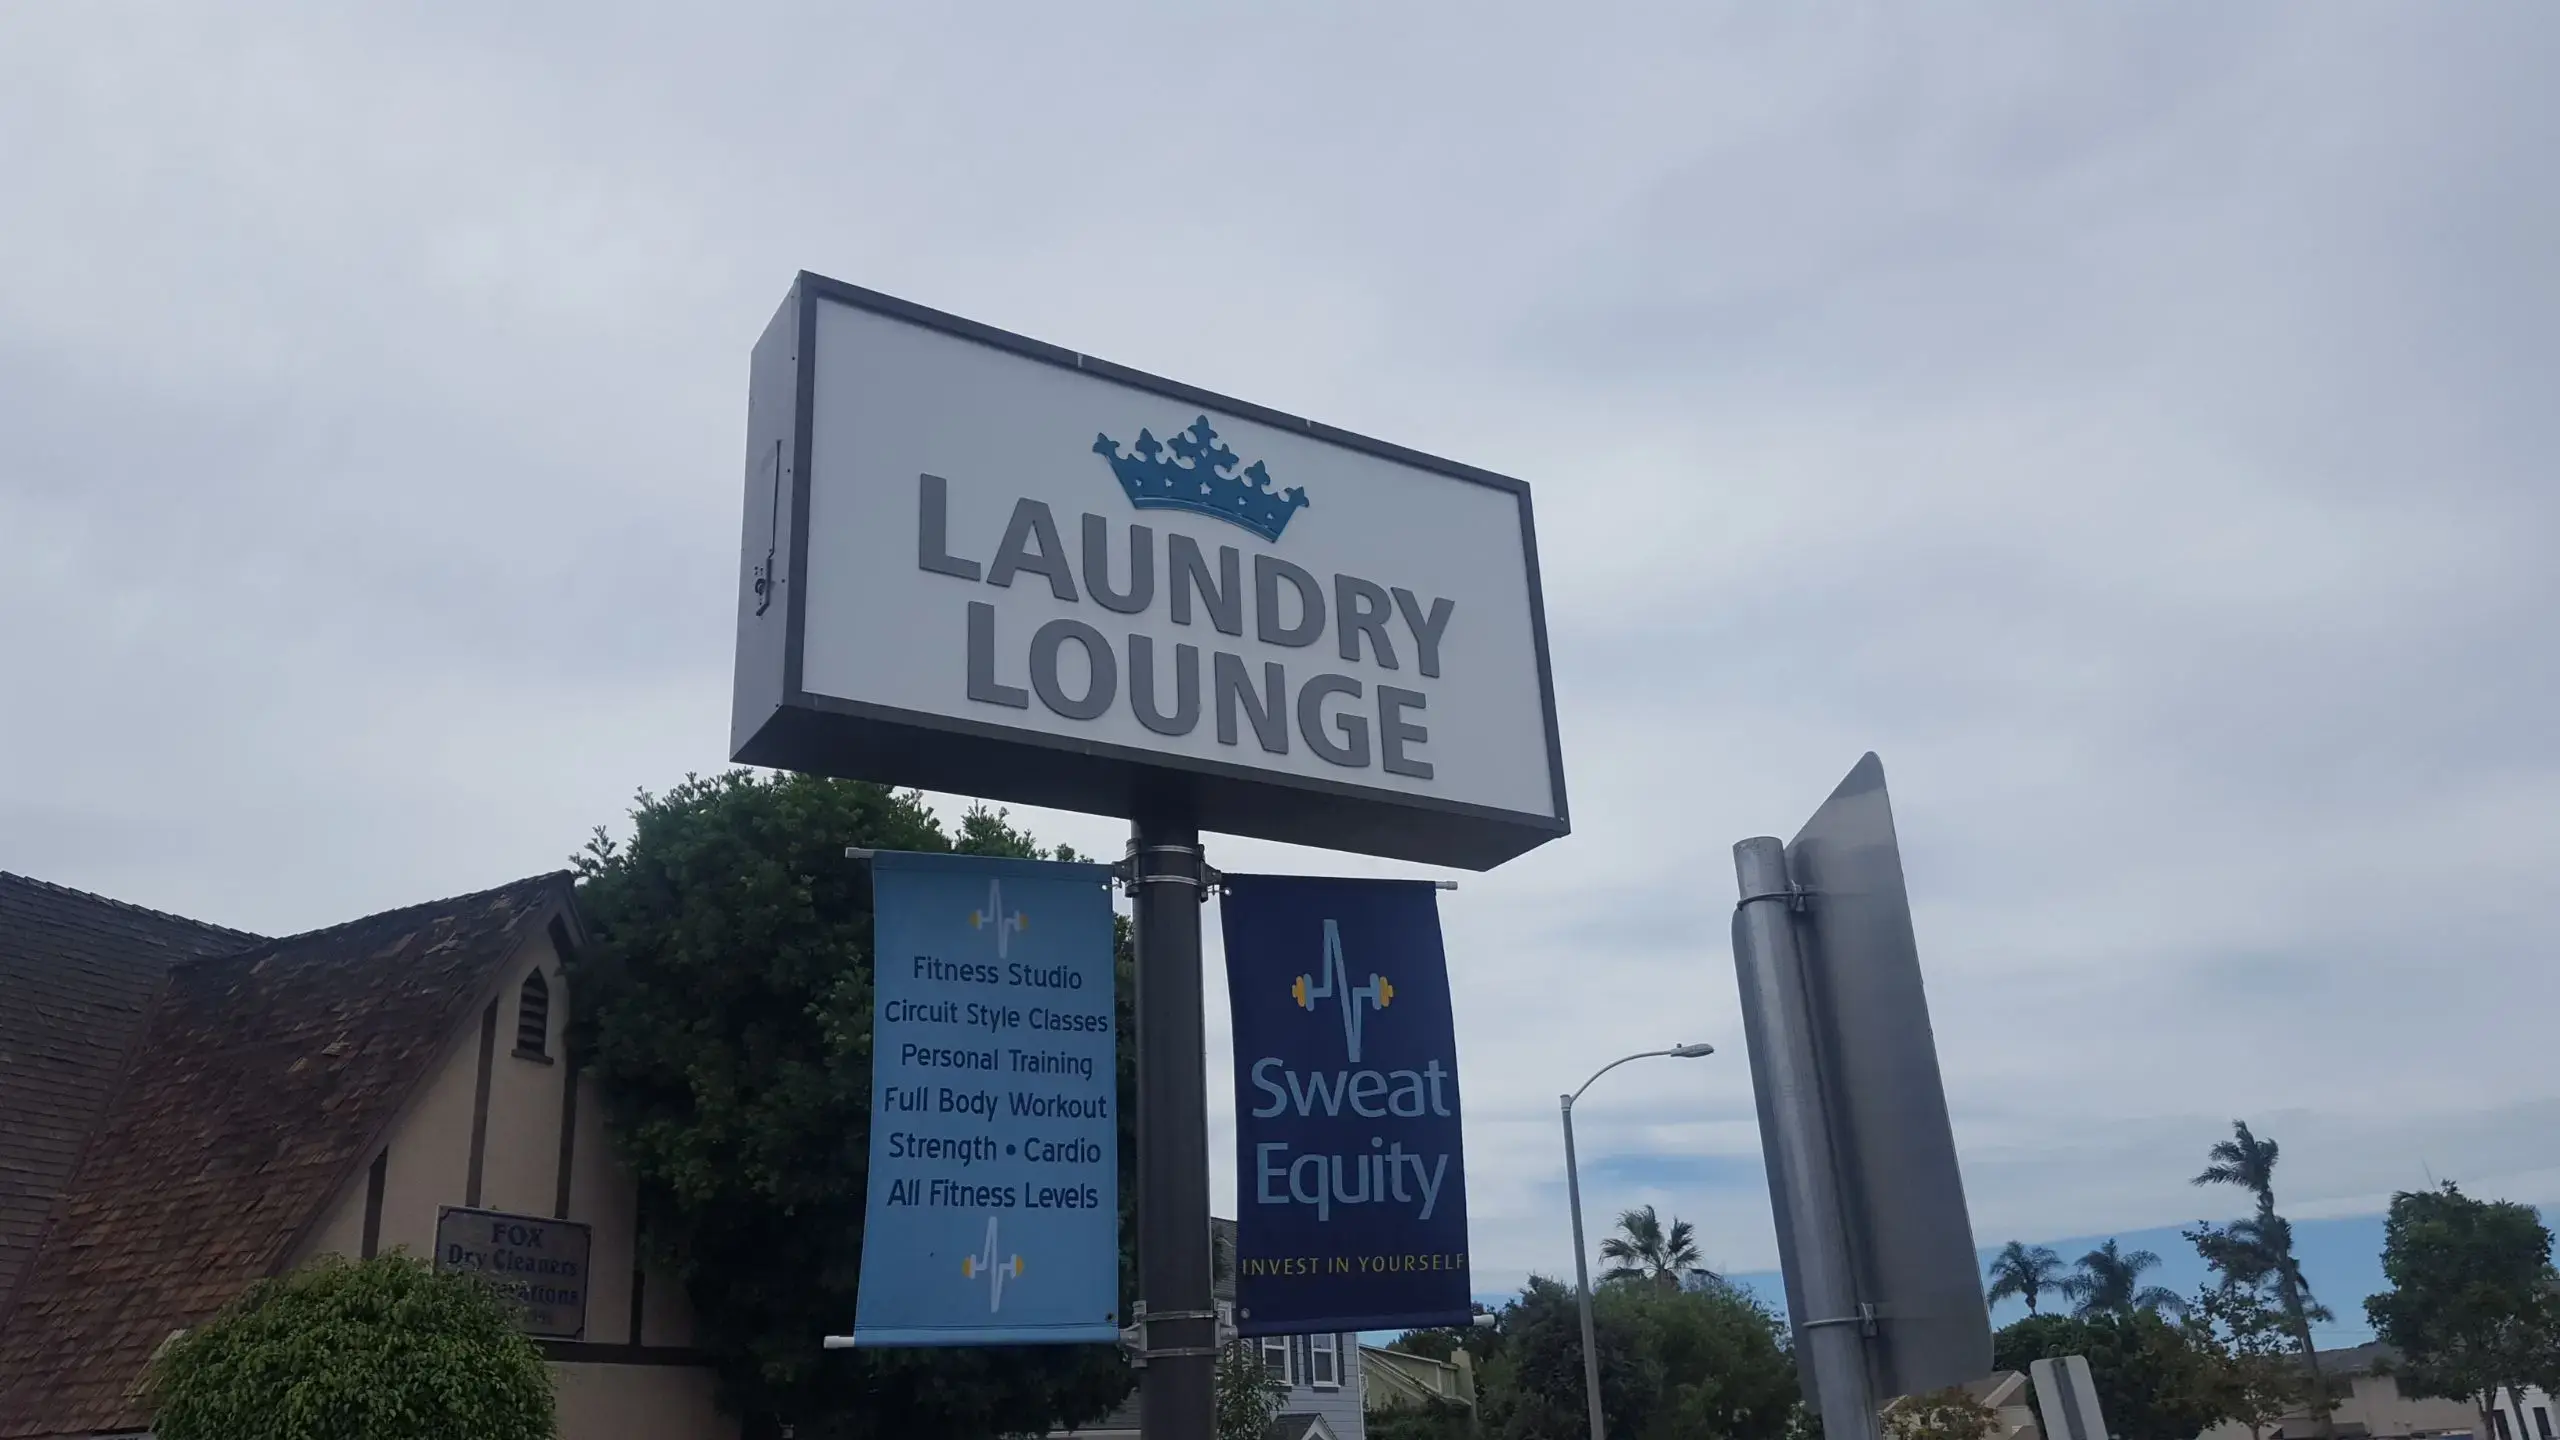 LAUNDRY
LOUNGE
Fitness Studio
Circuit Style Classes
Personal Training
Full Body Workout
Strength • Cardio
All Fitness Levels
Sweat
Equity
INVEST IN YOURSELF
FOX
Dry Cleaners